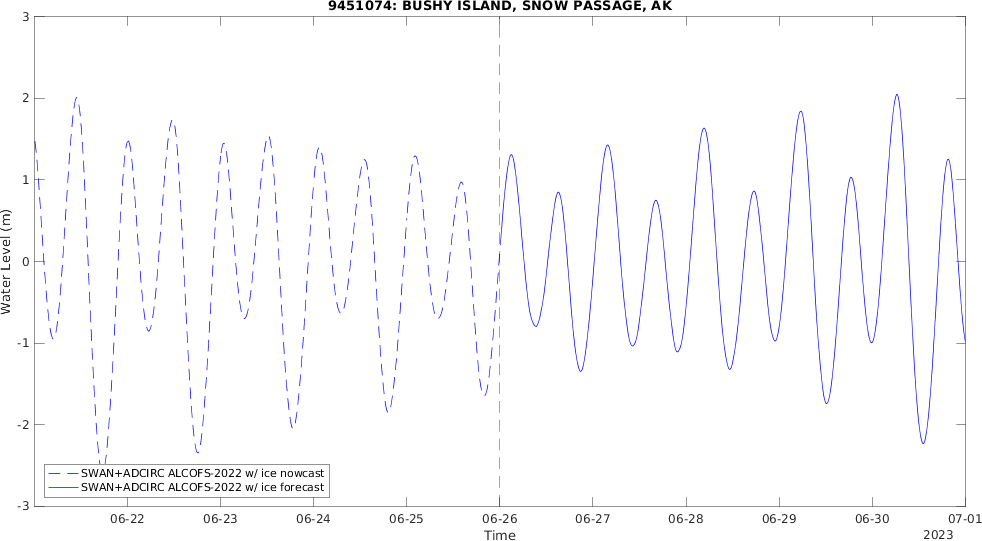 9451074: BUSHY ISLAND, SNOW PASSAGE, AK
3
2
1
0
-1
-2
-3
Water Level (m)
SWAN+ADCIRC ALCOFS-2022 w/ ice nowcast
SWAN+ADCIRC ALCOFS-2022 w/ ice forecast
06-22 06-23 06-24 06-25 06-26 06-27 06-28 06-29 06-30 07-01
Time
2023